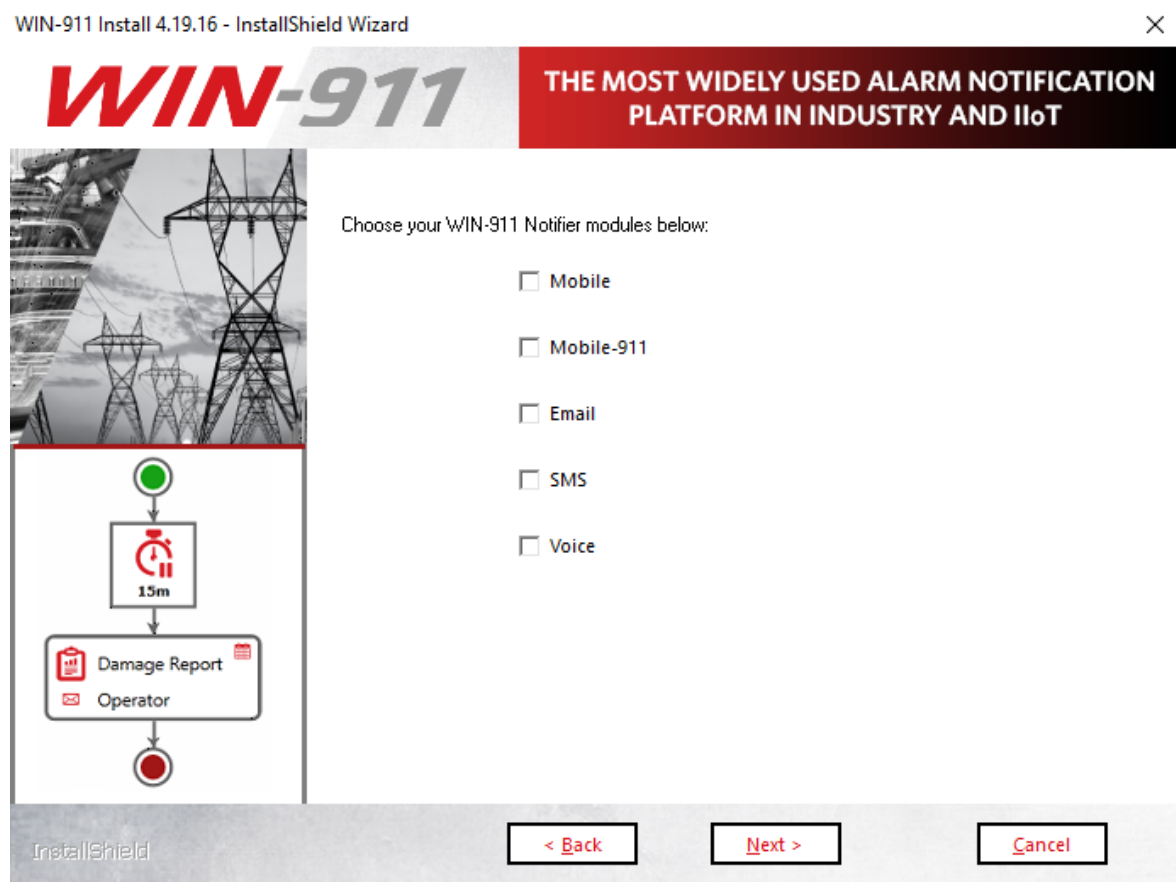 WIN-911 Install 4.19.16 - InstallShield Wizard
WIN-911
THE MOST WIDELY USED ALARM NOTIFICATION
PLATFORM IN INDUSTRY AND IIoT
Choose your WIN-911 Notifier modules below:
Mobile
Mobile-911
Email
SMS
Voice
15m
Damage Report
Operator
InstallShield
< Back
Next >
Cancel